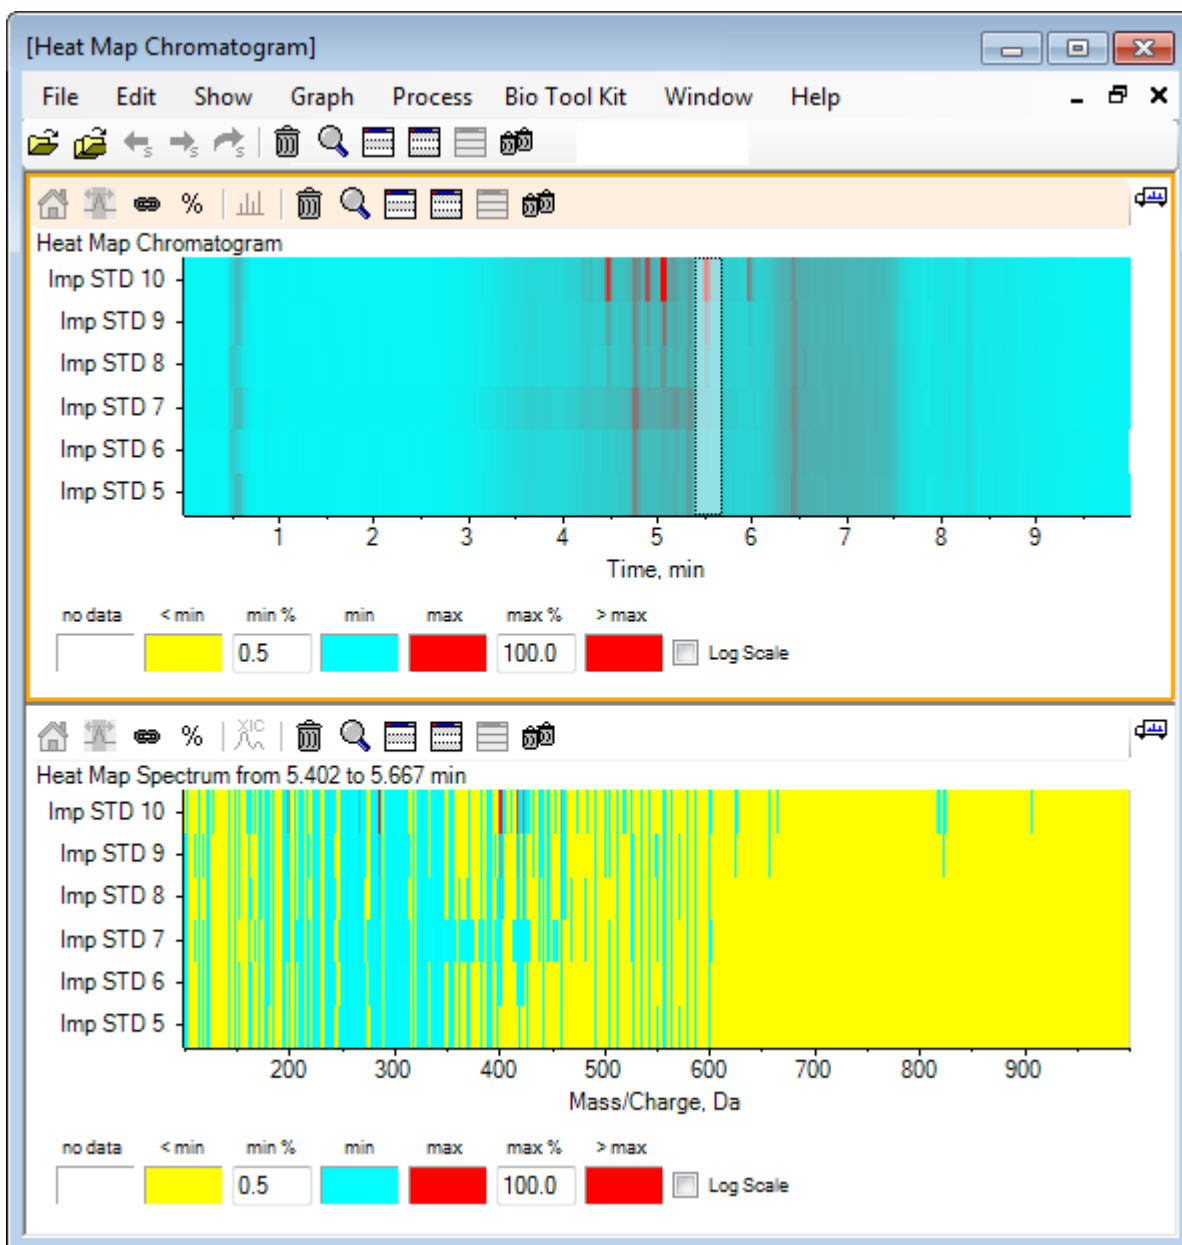 [Heat Map Chromatogram]
File Edit Show Graph Process Bio Tool Kit Window Help
%
Heat Map Chromatogram
Imp STD 10
Imp STD 9
Imp STD 8
Imp STD 7
Imp STD 6
Imp STD 5
1 2 3 4 5 6 7 8 9
Time, min
no data < min min % min max max % > max
0.5 100.0 Log Scale
% XIC
Heat Map Spectrum from 5.402 to 5.667 min
Imp STD 10
Imp STD 9
Imp STD 8
Imp STD 7
Imp STD 6
Imp STD 5
200 300 400 500 600 700 800 900
Mass/Charge, Da
no data < min min % min max max % > max
0.5 100.0 Log Scale